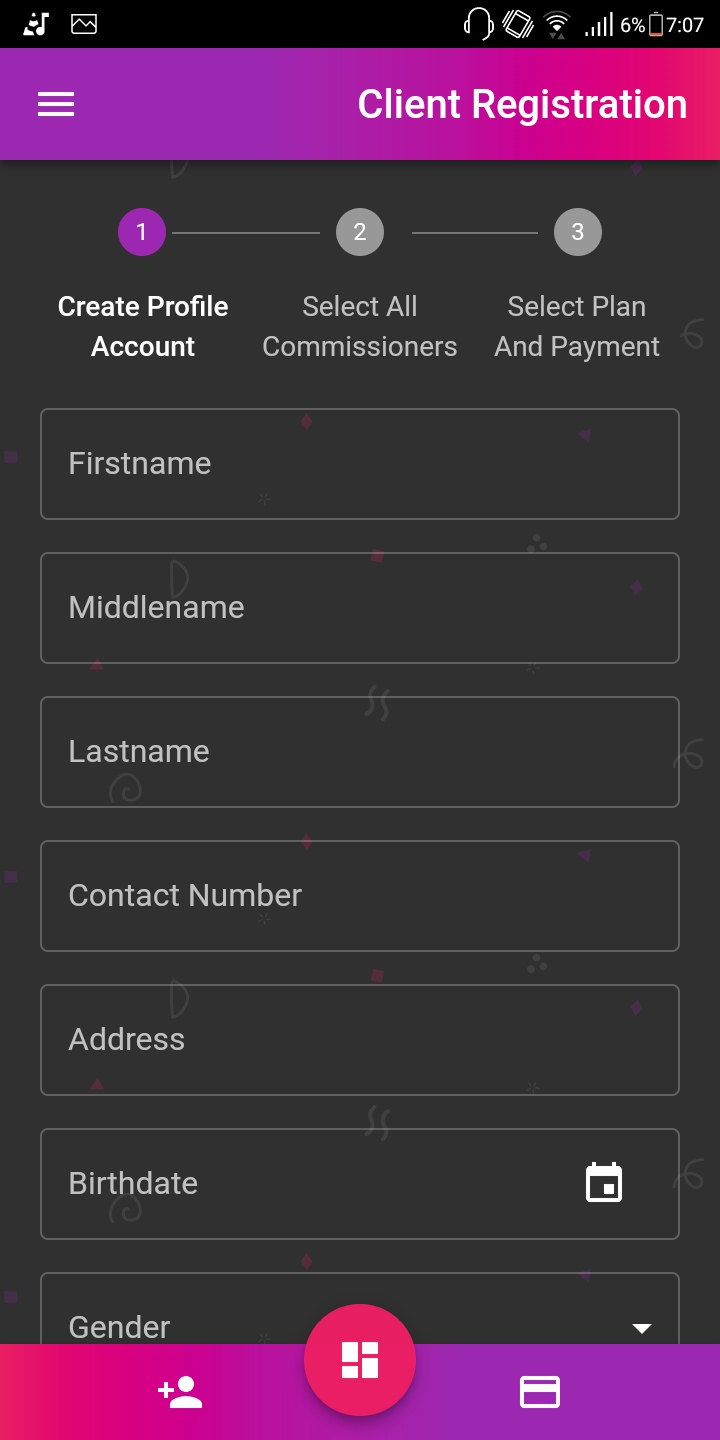 6% 7:07
Client Registration
1 2 3
Create Profile Account
Select All Commissioners
Select Plan And Payment
Firstname
Middlename
Lastname
Contact Number
Address
Birthdate
Gender